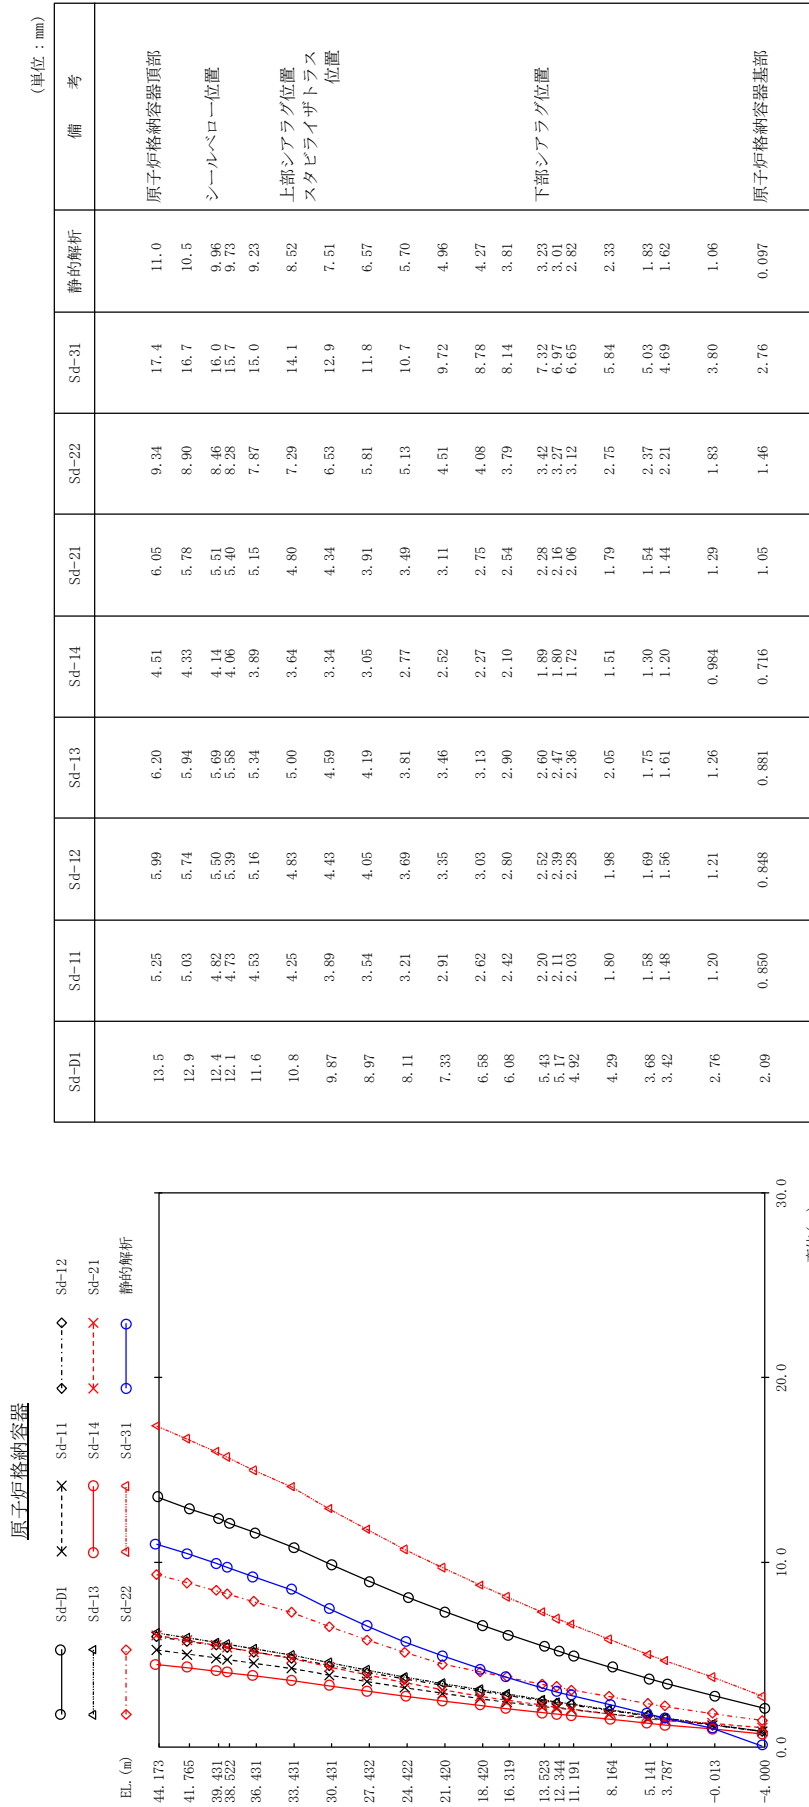 原子炉格納容器
Sd-D1 Sd-11 Sd-12
Sd-13 Sd-14 Sd-21
Sd-22 Sd-31 静的解析
EL. (m)
44.173
41.765
39.431
38.522
36.431
33.431
30.431
27.432
24.422
21.420
18.420
16.319
13.523
12.344
11.191
8.164
5.141
3.787
-0.013
-4.000
0.0 10.0 20.0 30.0
(単位：mm)
Sd-D1 Sd-11 Sd-12 Sd-13 Sd-14 Sd-21 Sd-22 Sd-31 静的解析 備 考
13.5 5.25 5.99 6.20 4.51 6.05 9.34 17.4 11.0 原子炉格納容器頂部
12.9 5.03 5.74 5.94 4.33 5.78 8.90 16.7 10.5
12.4 4.82 5.50 5.69 4.14 5.51 8.46 16.0 9.96 シールベロー位置
12.1 4.73 5.39 5.58 4.06 5.40 8.28 15.7 9.73
11.6 4.53 5.16 5.34 3.89 5.15 7.87 15.0 9.23
10.8 4.25 4.83 5.00 3.64 4.80 7.29 14.1 8.52 上部シアラグ位置
スタビライザトラス
位置
9.87 3.89 4.43 4.59 3.34 4.34 6.53 12.9 7.51
8.97 3.54 4.05 4.19 3.05 3.91 5.81 11.8 6.57
8.11 3.21 3.69 3.81 2.77 3.49 5.13 10.7 5.70
7.33 2.91 3.35 3.46 2.52 3.11 4.51 9.72 4.96
6.58 2.62 3.03 3.13 2.27 2.75 4.08 8.78 4.27
6.08 2.42 2.80 2.90 2.10 2.54 3.79 8.14 3.81
5.43 2.20 2.52 2.60 1.89 2.28 3.42 7.32 3.23 下部シアラグ位置
5.17 2.11 2.39 2.47 1.80 2.16 3.27 6.97 3.01
4.92 2.03 2.28 2.36 1.72 2.06 3.12 6.65 2.82
4.29 1.80 1.98 2.05 1.51 1.79 2.75 5.84 2.33
3.68 1.58 1.69 1.75 1.30 1.54 2.37 5.03 1.83
3.42 1.48 1.56 1.61 1.20 1.44 2.21 4.69 1.62
2.76 1.20 1.21 1.26 0.984 1.29 1.83 3.80 1.06
2.09 0.850 0.848 0.881 0.716 1.05 1.46 2.76 0.097 原子炉格納容器基部